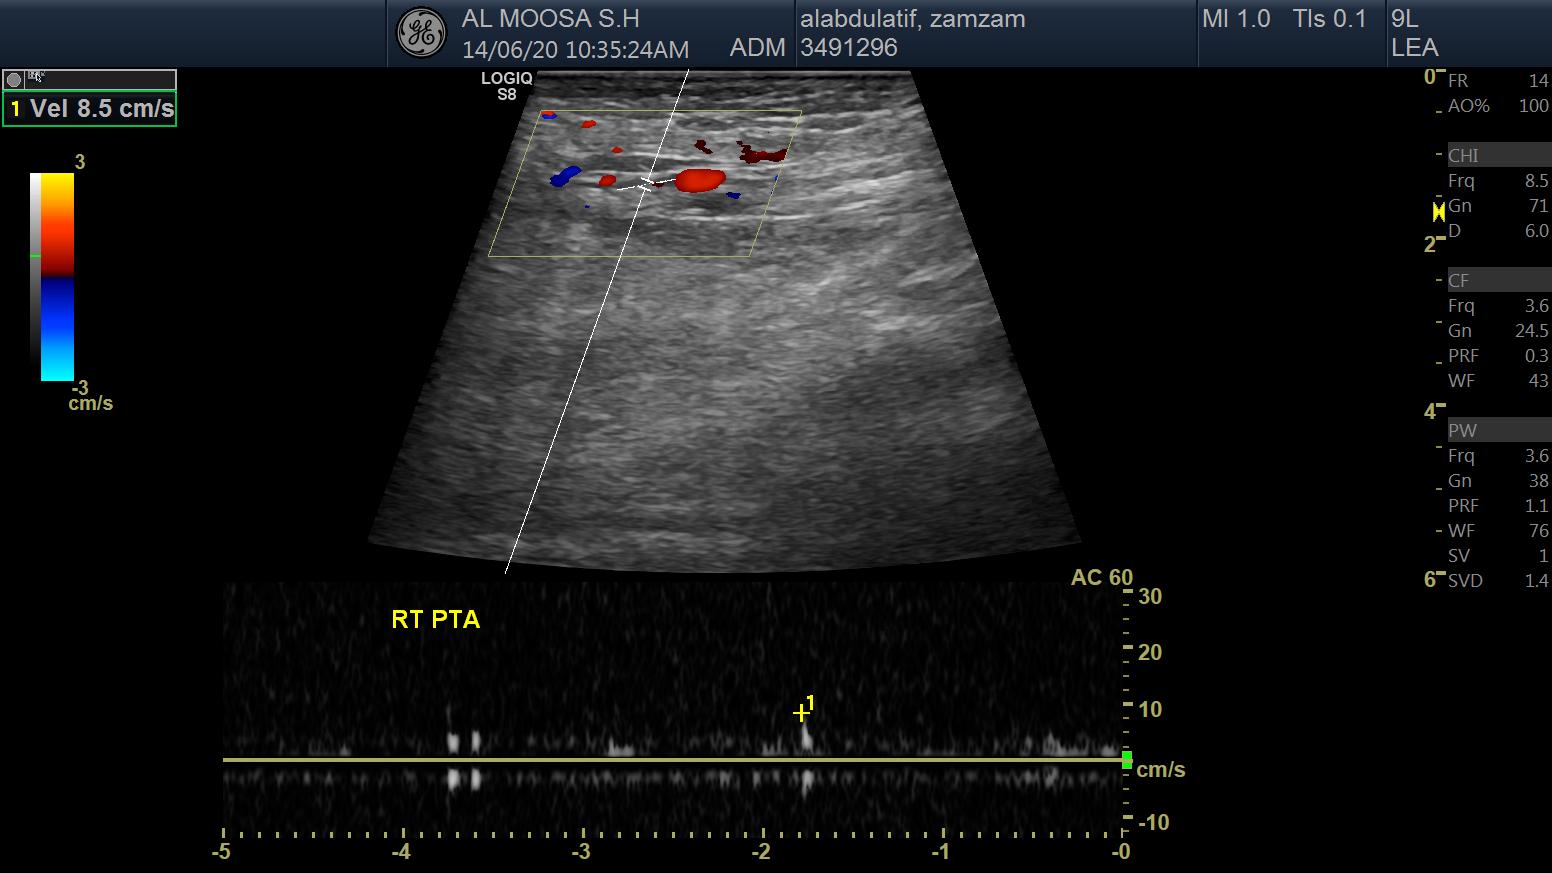 AL MOOSA S.H
14/06/20 10:35:24AM ADM
alabdulatif, zamzam
3491296
MI 1.0 TIs 0.1
9L
LEA
1 Vel 8.5 cm/s
LOGIQ
S8
3
-3
cm/s
0
2
4
6
FR 14
AO% 100
CHI
Frq 8.5
Gn 71
D 6.0
CF
Frq 3.6
Gn 24.5
PRF 0.3
WF 43
PW
Frq 3.6
Gn 38
PRF 1.1
WF 76
SV 1
SVD 1.4
AC 60
RT PTA
1
30
20
10
cm/s
-10
-5 -4 -3 -2 -1 -0